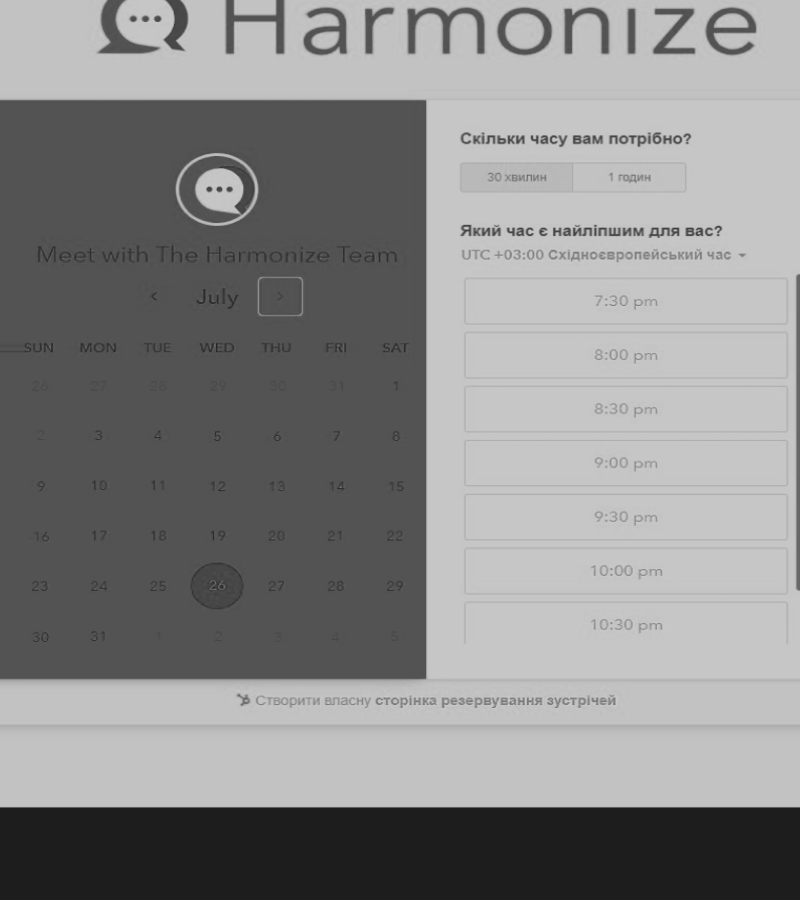 Harmonize
Meet with The Harmonize Team
July
SUN MON TUE WED THU FRI SAT
26 27 28 29 30 31 1
2 3 4 5 6 7 8
9 10 11 12 13 14 15
16 17 18 19 20 21 22
23 24 25 26 27 28 29
30 31 1 2 3 4 5
Скільки часу вам потрібно?
30 хвилин 1 годин
Який час є найліпшим для вас?
UTC +03:00 Східноєвропейський час
7:30 pm
8:00 pm
8:30 pm
9:00 pm
9:30 pm
10:00 pm
10:30 pm
Створити власну сторінка резервування зустрічей